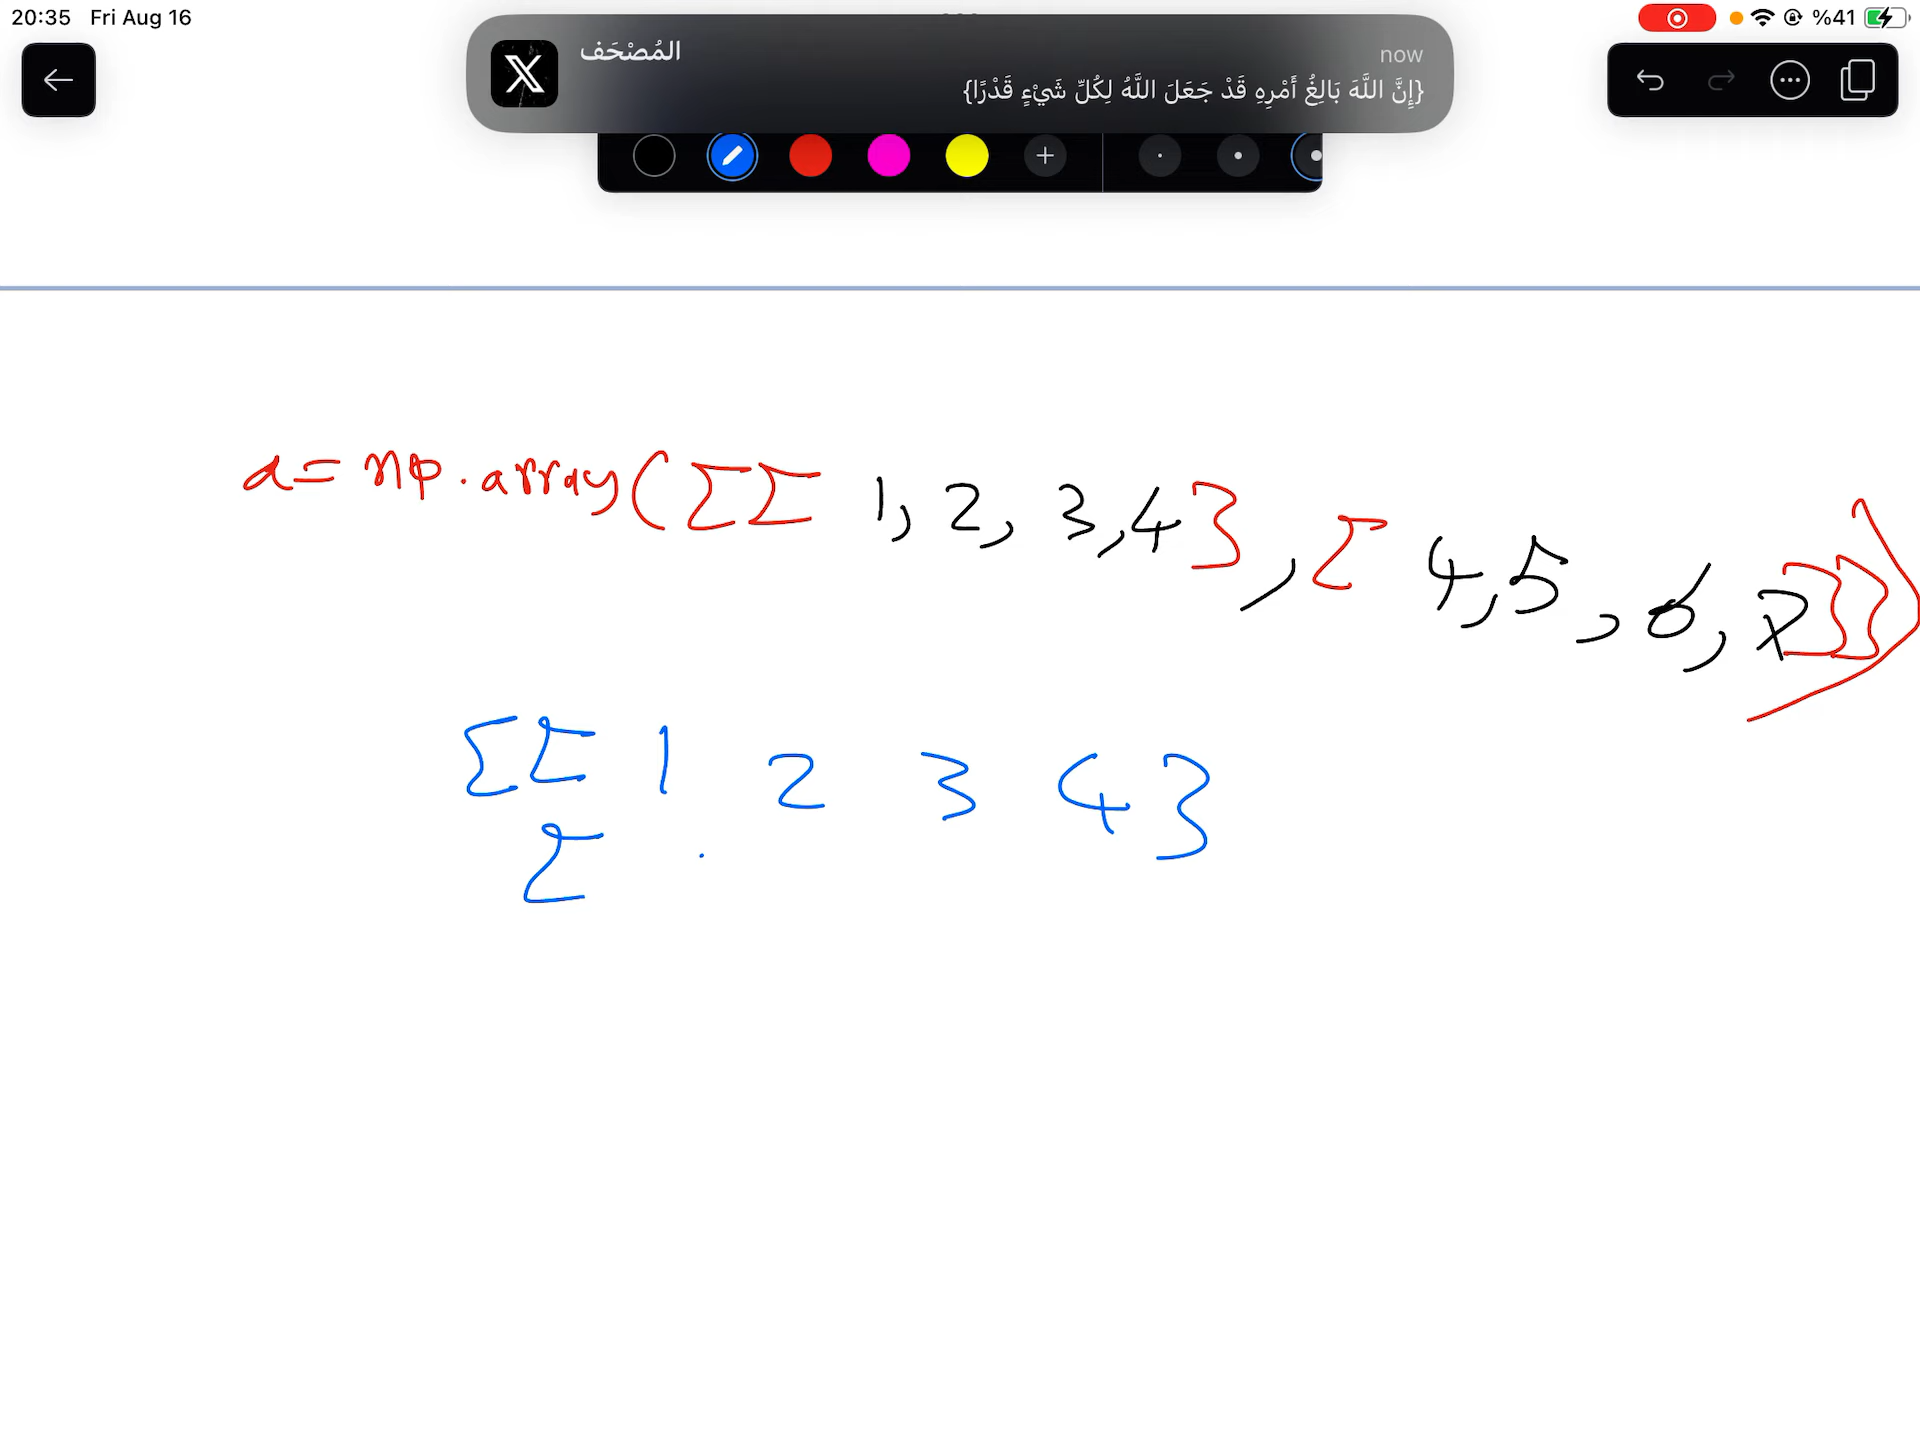 20:35 Fri Aug 16
%41
المُصْحَف
now
{إِنَّ اللَّهَ بَالِغُ أَمْرِهِ قَدْ جَعَلَ اللَّهُ لِكُلِّ شَيْءٍ قَدْرًا}
a = np.array([[ 1, 2, 3,4], [ 4,5, 6, 7]])
[[ 1 2 3 4]
[